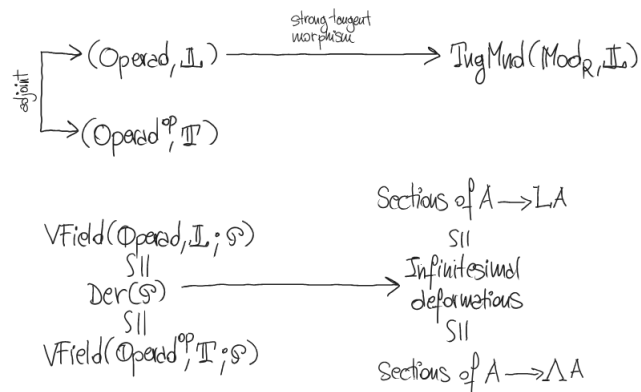 strong-tangent
morphism
(Operad, 𝕃) ⟶ TngMnd(Mod_R, 𝕃)
adjoint
(Operad^op, 𝕋)
Sections of A ⟶ LA
VField(Operad, 𝕃; 𝒫)
Infinitesimal
deformations
Der(𝒫) ⟶
VField(Operad^op, 𝕋; 𝒫)
Sections of A ⟶ ΛA